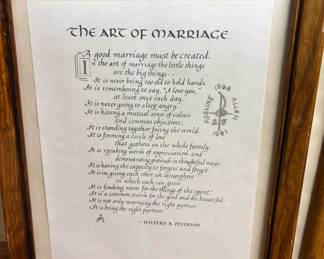 THE ART OF MARRIAGE
A good marriage must be created.
In the art of marriage the little things
are the big things...
It is never being too old to hold hands.
It is remembering to say, "I love you,"
at least once each day.
It is never going to sleep angry.
It is having a mutual sense of values
and common objectives;
It is standing together facing the world.
It is forming a circle of love
that gathers in the whole family.
It is speaking words of appreciation and
demonstrating gratitude in thoughtful ways.
It is having the capacity to forgive and forget.
It is in giving each other an atmosphere
in which each can grow.
It is finding room for the things of the spirit.
It is a common search for the good and the beautiful.
It is not only marrying the right partner
It is being the right partner
WILFERD A. PETERSON
ADELINE 1966 ALLEN 1991